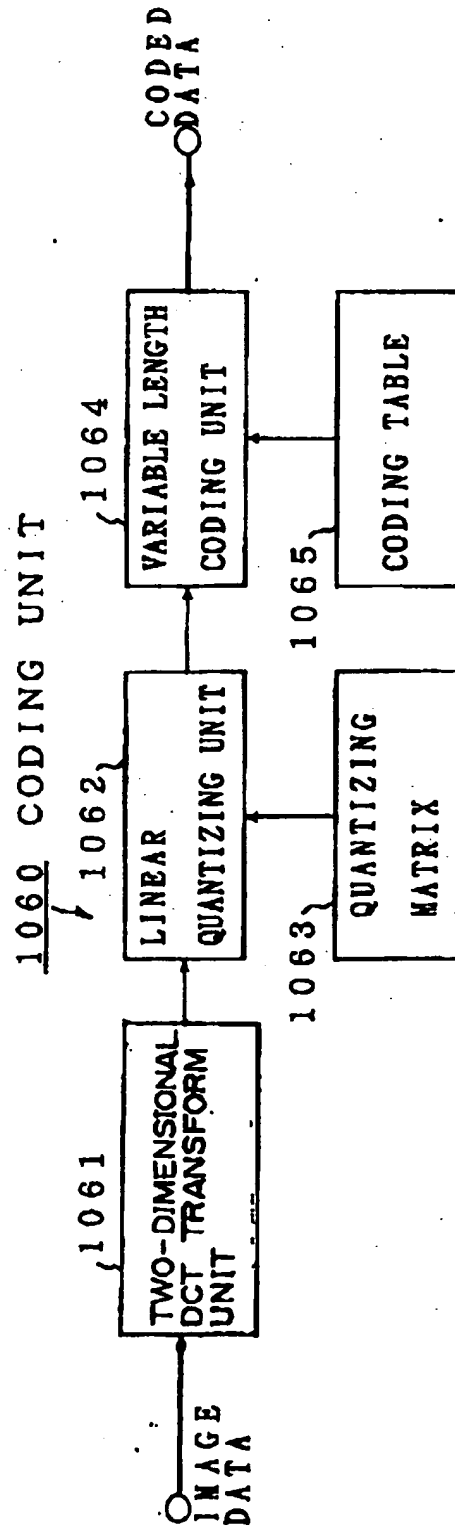 1060 CODING UNIT
IMAGE
DATA
1061
TWO-DIMENSIONAL
DCT TRANSFORM
UNIT
1062
LINEAR
QUANTIZING UNIT
1063
QUANTIZING
MATRIX
1064
VARIABLE LENGTH
CODING UNIT
1065
CODING TABLE
CODED
DATA